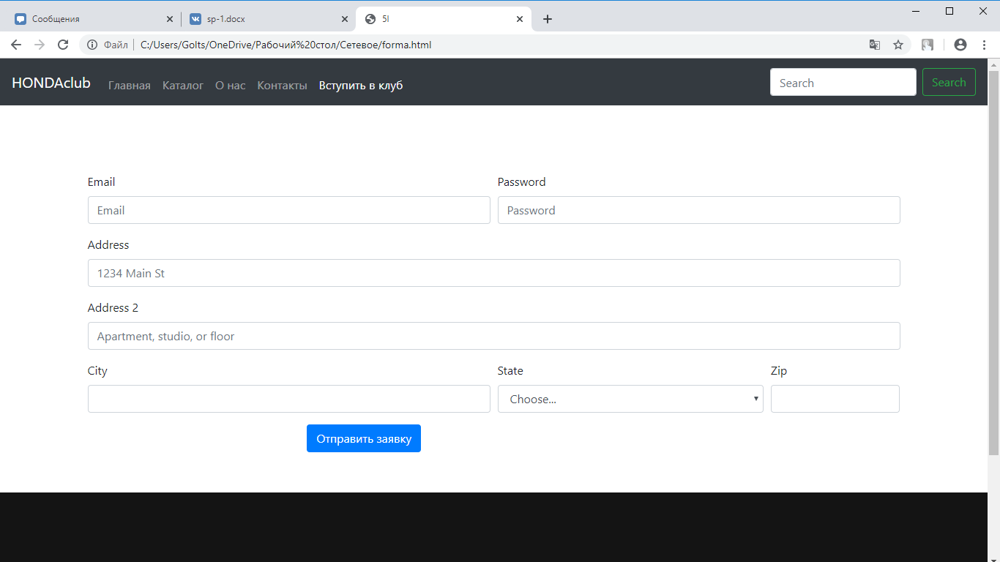 Сообщения sp-1.docx 5l
Файл C:/Users/Golts/OneDrive/Рабочий%20стол/Сетевое/forma.html
HONDAclub Главная Каталог О нас Контакты Вступить в клуб Search Search
Email Password
Email Password
Address
1234 Main St
Address 2
Apartment, studio, or floor
City State Zip
Choose...
Отправить заявку